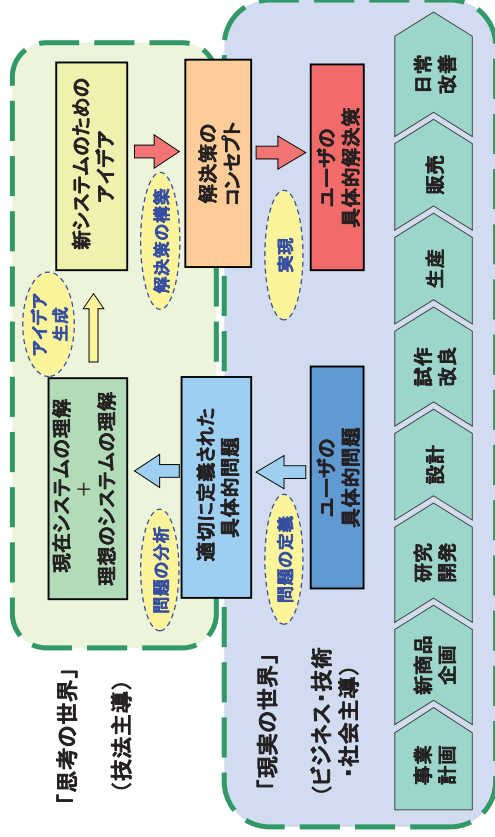 「思考の世界」
(技法主導)
現在システムの理解
+
理想のシステムの理解
アイデア
生成
新システムのための
アイデア
問題の分析
解決策の構築
適切に定義された
具体的問題
解決策の
コンセプト
「現実の世界」
(ビジネス・技術
・社会主導)
問題の定義
実現
ユーザの
具体的問題
ユーザの
具体的解決策
事業
計画
新商品
企画
研究
開発
設計
試作
改良
生産
販売
日常
改善